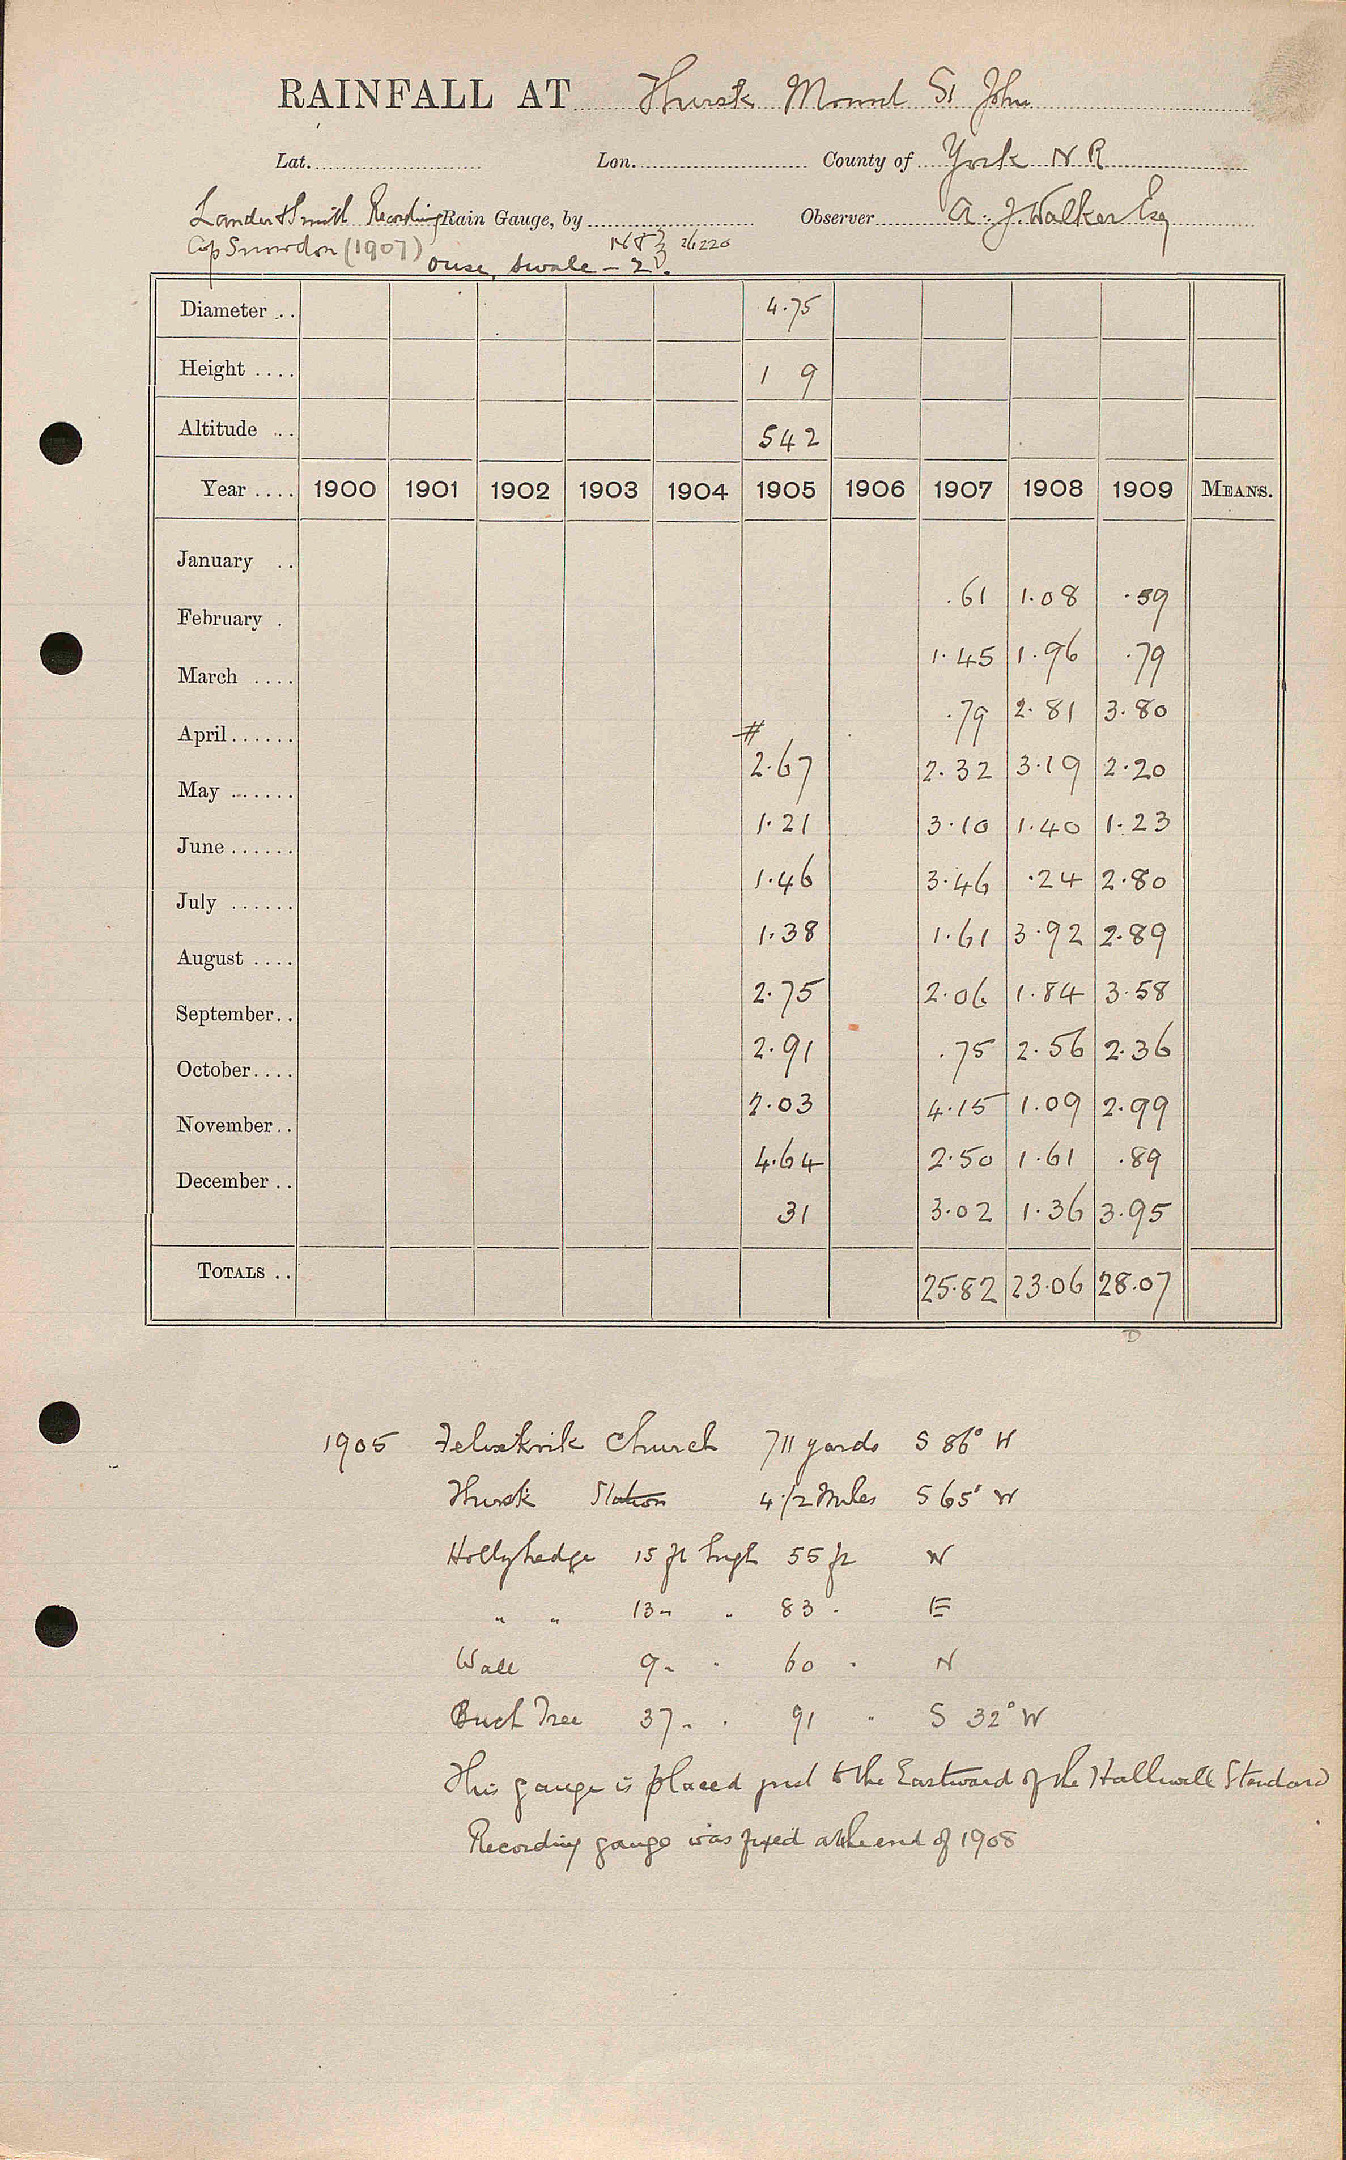 RAINFALL AT Thirsk Mount St John
Lat. Lon. County of York N R
Lander & Smith Recording Rain Gauge, by Observer A. J. Walker Esq
Cap Snowdon (1907) 26220
Ouse, Swale – 2.
Diameter .. 4.75
Height .... 1 9
Altitude .. 542
Year .... 1900 1901 1902 1903 1904 1905 1906 1907 1908 1909 MEANS.
January .. .61 1.08 .59
February . 1.45 1.96 .79
March .... .79 2.81 3.80
#
April...... 2.67 2.32 3.19 2.20
May ...... 1.21 3.10 1.40 1.23
June ...... 1.46 3.46 .24 2.80
July ...... 1.38 1.61 3.92 2.89
August .... 2.75 2.06 1.84 3.58
September.. 2.91 .75 2.56 2.36
October.... 2.03 4.15 1.09 2.99
November.. 4.64 2.50 1.61 .89
December .. 31 3.02 1.36 3.95
TOTALS .. 25.82 23.06 28.07
D
1905 Felixkirk Church 711 yards S 86° W
Thirsk Station 4 1/2 Miles S 65° W
Hollyhedge 15 ft high 55 ft W
" " 13 " " 83 " E
Wall 9 " " 60 " N
Tree 37 " " 91 " S 32° W
This gauge is placed just to the Eastward of the Halliwell Standard
Recording gauge was fixed at the end of 1908